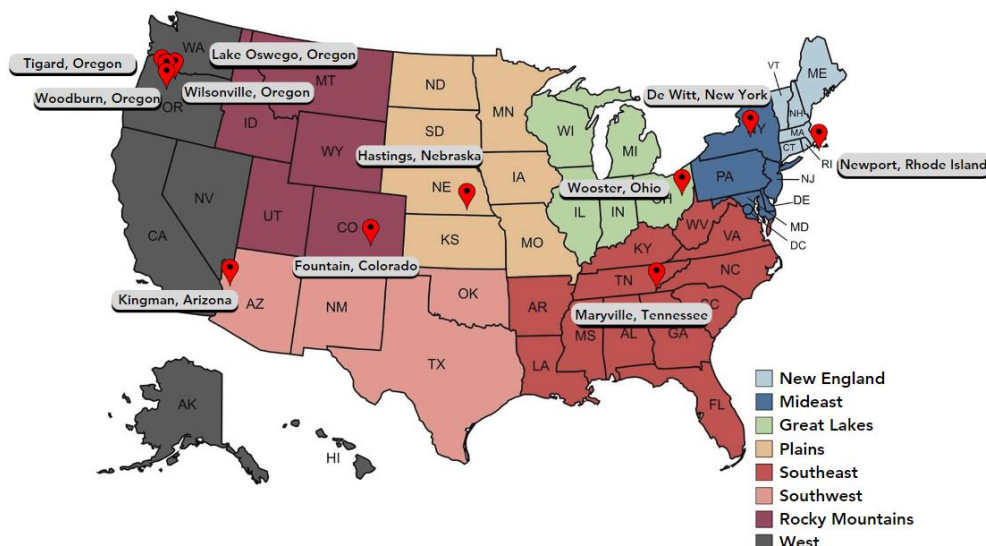 WA
Lake Oswego, Oregon
Tigard, Oregon
Woodburn, Oregon
Wilsonville, Oregon
OR
MT
ID
WY
ND
SD
MN
WI
MI
VT
ME
NH
MA
CT
RI
De Witt, New York
Newport, Rhode Island
Hastings, Nebraska
NE
IA
Wooster, Ohio
PA
NJ
DE
MD
DC
NV
UT
CO
CA
KS
MO
IL
IN
OH
KY
WV
VA
Fountain, Colorado
Kingman, Arizona
AZ
NM
OK
AR
TN
NC
SC
Maryville, Tennessee
MS
AL
GA
TX
LA
FL
AK
HI
New England
Mideast
Great Lakes
Plains
Southeast
Southwest
Rocky Mountains
West